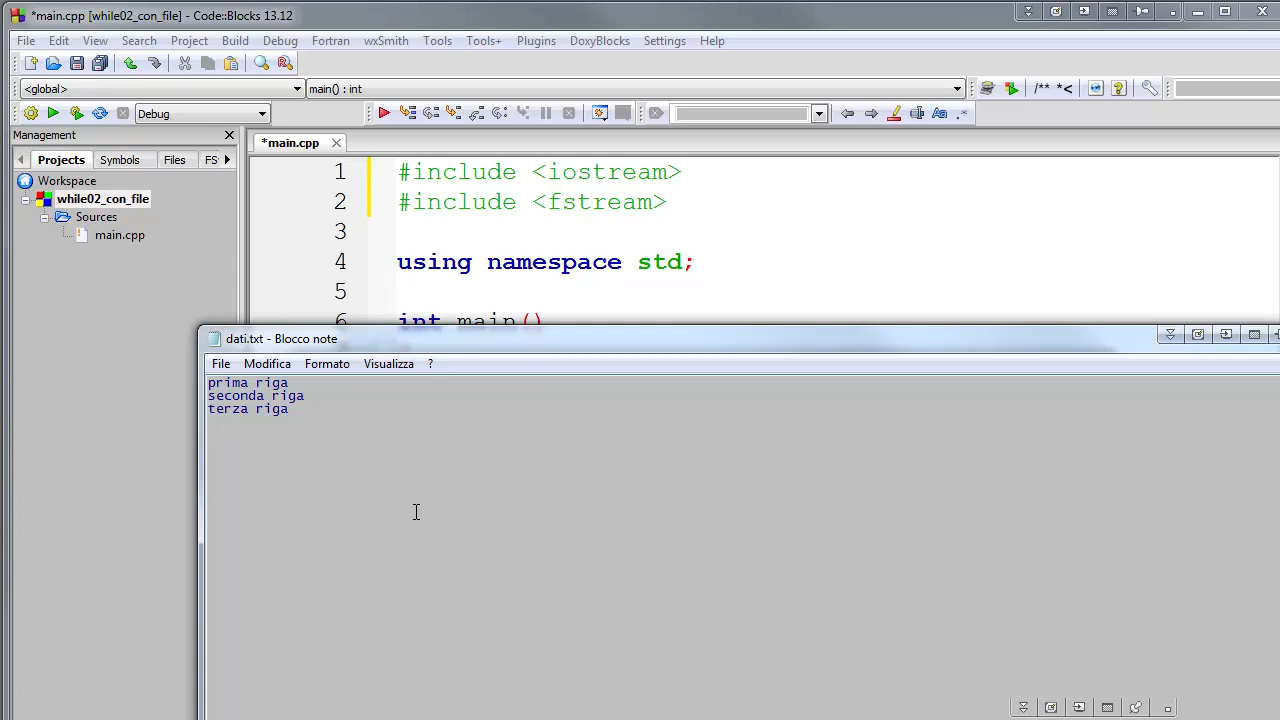 *main.cpp [while02_con_file] - Code::Blocks 13.12
File Edit View Search Project Build Debug Fortran wxSmith Tools Tools+ Plugins DoxyBlocks Settings Help
<global> main() : int /** *<
Debug
Management
Projects Symbols Files FS
Workspace
while02_con_file
Sources
main.cpp
*main.cpp
1 #include <iostream>
2 #include <fstream>
3
4 using namespace std;
5
6 int main()
dati.txt - Blocco note
File Modifica Formato Visualizza ?
prima riga
seconda riga
terza riga